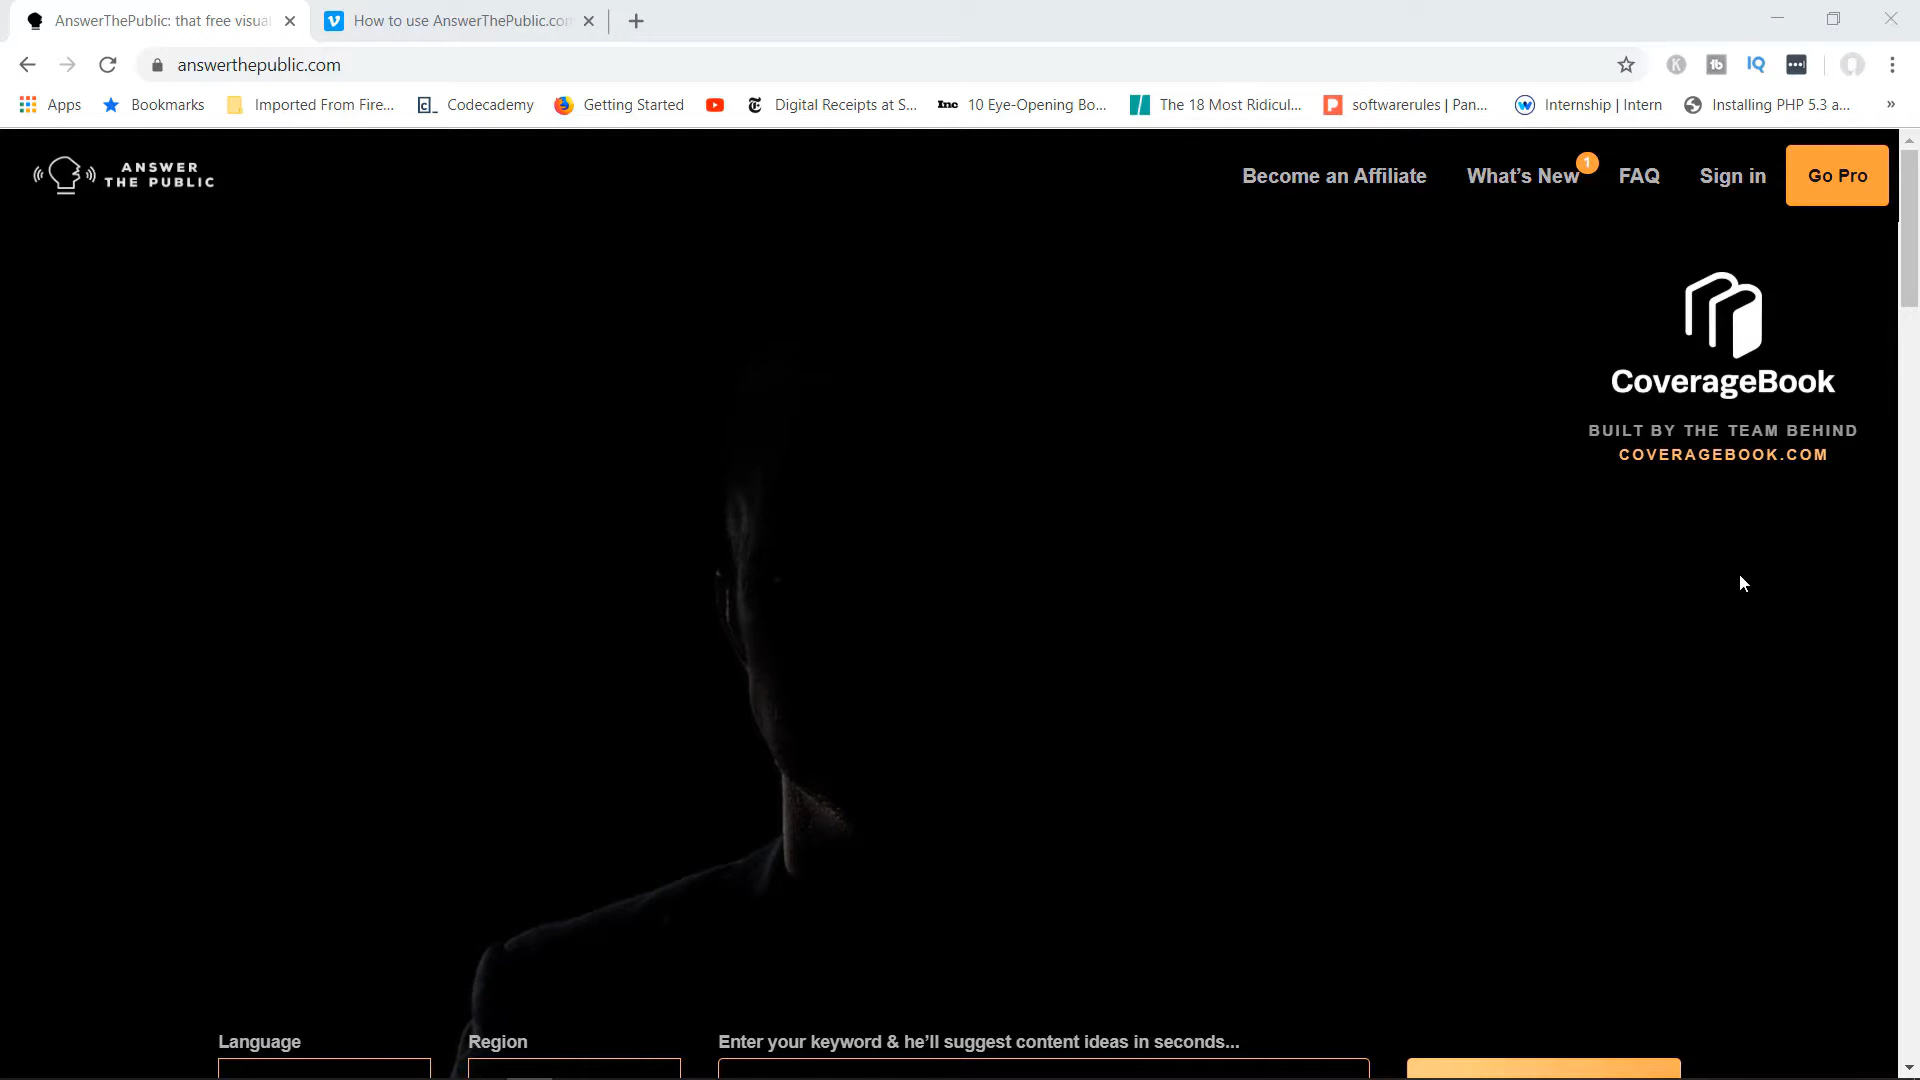 AnswerThePublic: that free visua
How to use AnswerThePublic.com
answerthepublic.com
Apps
Bookmarks
Imported From Fire...
Codecademy
Getting Started
Digital Receipts at S...
Inc
10 Eye-Opening Bo...
The 18 Most Ridicul...
softwarerules | Pan...
Internship | Intern
Installing PHP 5.3 a...
»
ANSWER
THE PUBLIC
Become an Affiliate
What's New
1
FAQ
Sign in
Go Pro
CoverageBook
BUILT BY THE TEAM BEHIND
COVERAGEBOOK.COM
Language
Region
Enter your keyword & he'll suggest content ideas in seconds...